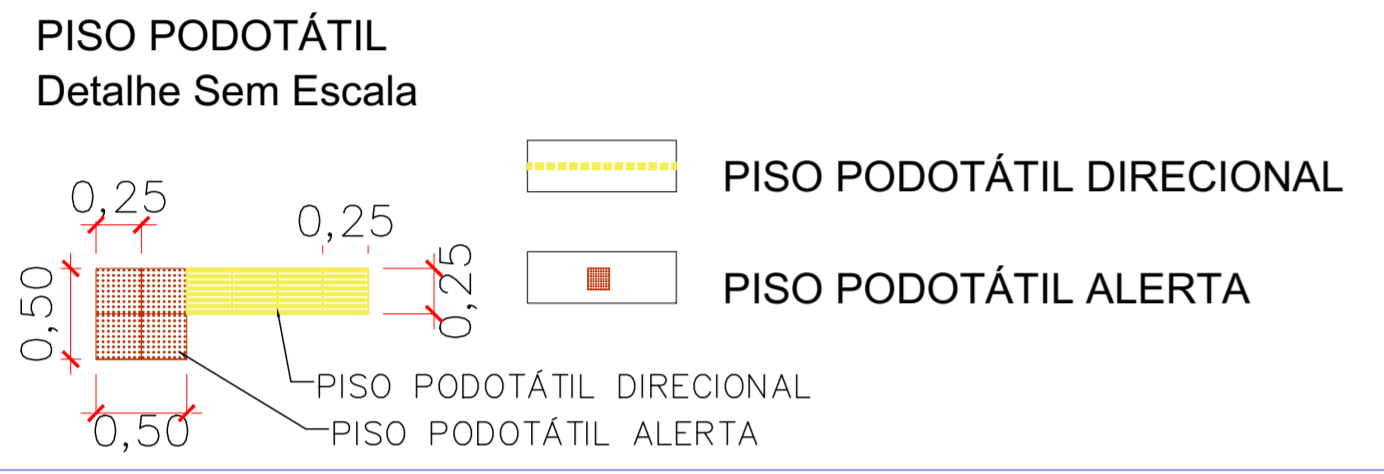 PISO PODOTÁTIL
Detalhe Sem Escala
PISO PODOTÁTIL DIRECIONAL
0,25
0,25
0,25
0,50
PISO PODOTÁTIL ALERTA
PISO PODOTÁTIL DIRECIONAL
0,50
PISO PODOTÁTIL ALERTA